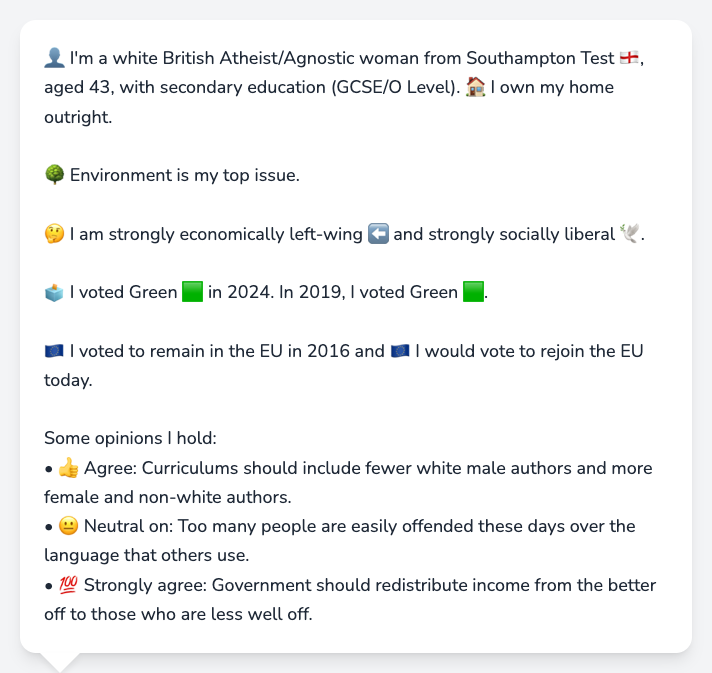 👤 I'm a white British Atheist/Agnostic woman from Southampton Test 🏴󠁧󠁢󠁥󠁮󠁧󠁿,
aged 43, with secondary education (GCSE/O Level). 🏠 I own my home
outright.
🌳 Environment is my top issue.
🤔 I am strongly economically left-wing ⬅️ and strongly socially liberal 🕊️.
🗳️ I voted Green 🟩 in 2024. In 2019, I voted Green 🟩.
🇪🇺 I voted to remain in the EU in 2016 and 🇪🇺 I would vote to rejoin the EU
today.
Some opinions I hold:
• 👍 Agree: Curriculums should include fewer white male authors and more
female and non-white authors.
• 😐 Neutral on: Too many people are easily offended these days over the
language that others use.
• 💯 Strongly agree: Government should redistribute income from the better
off to those who are less well off.